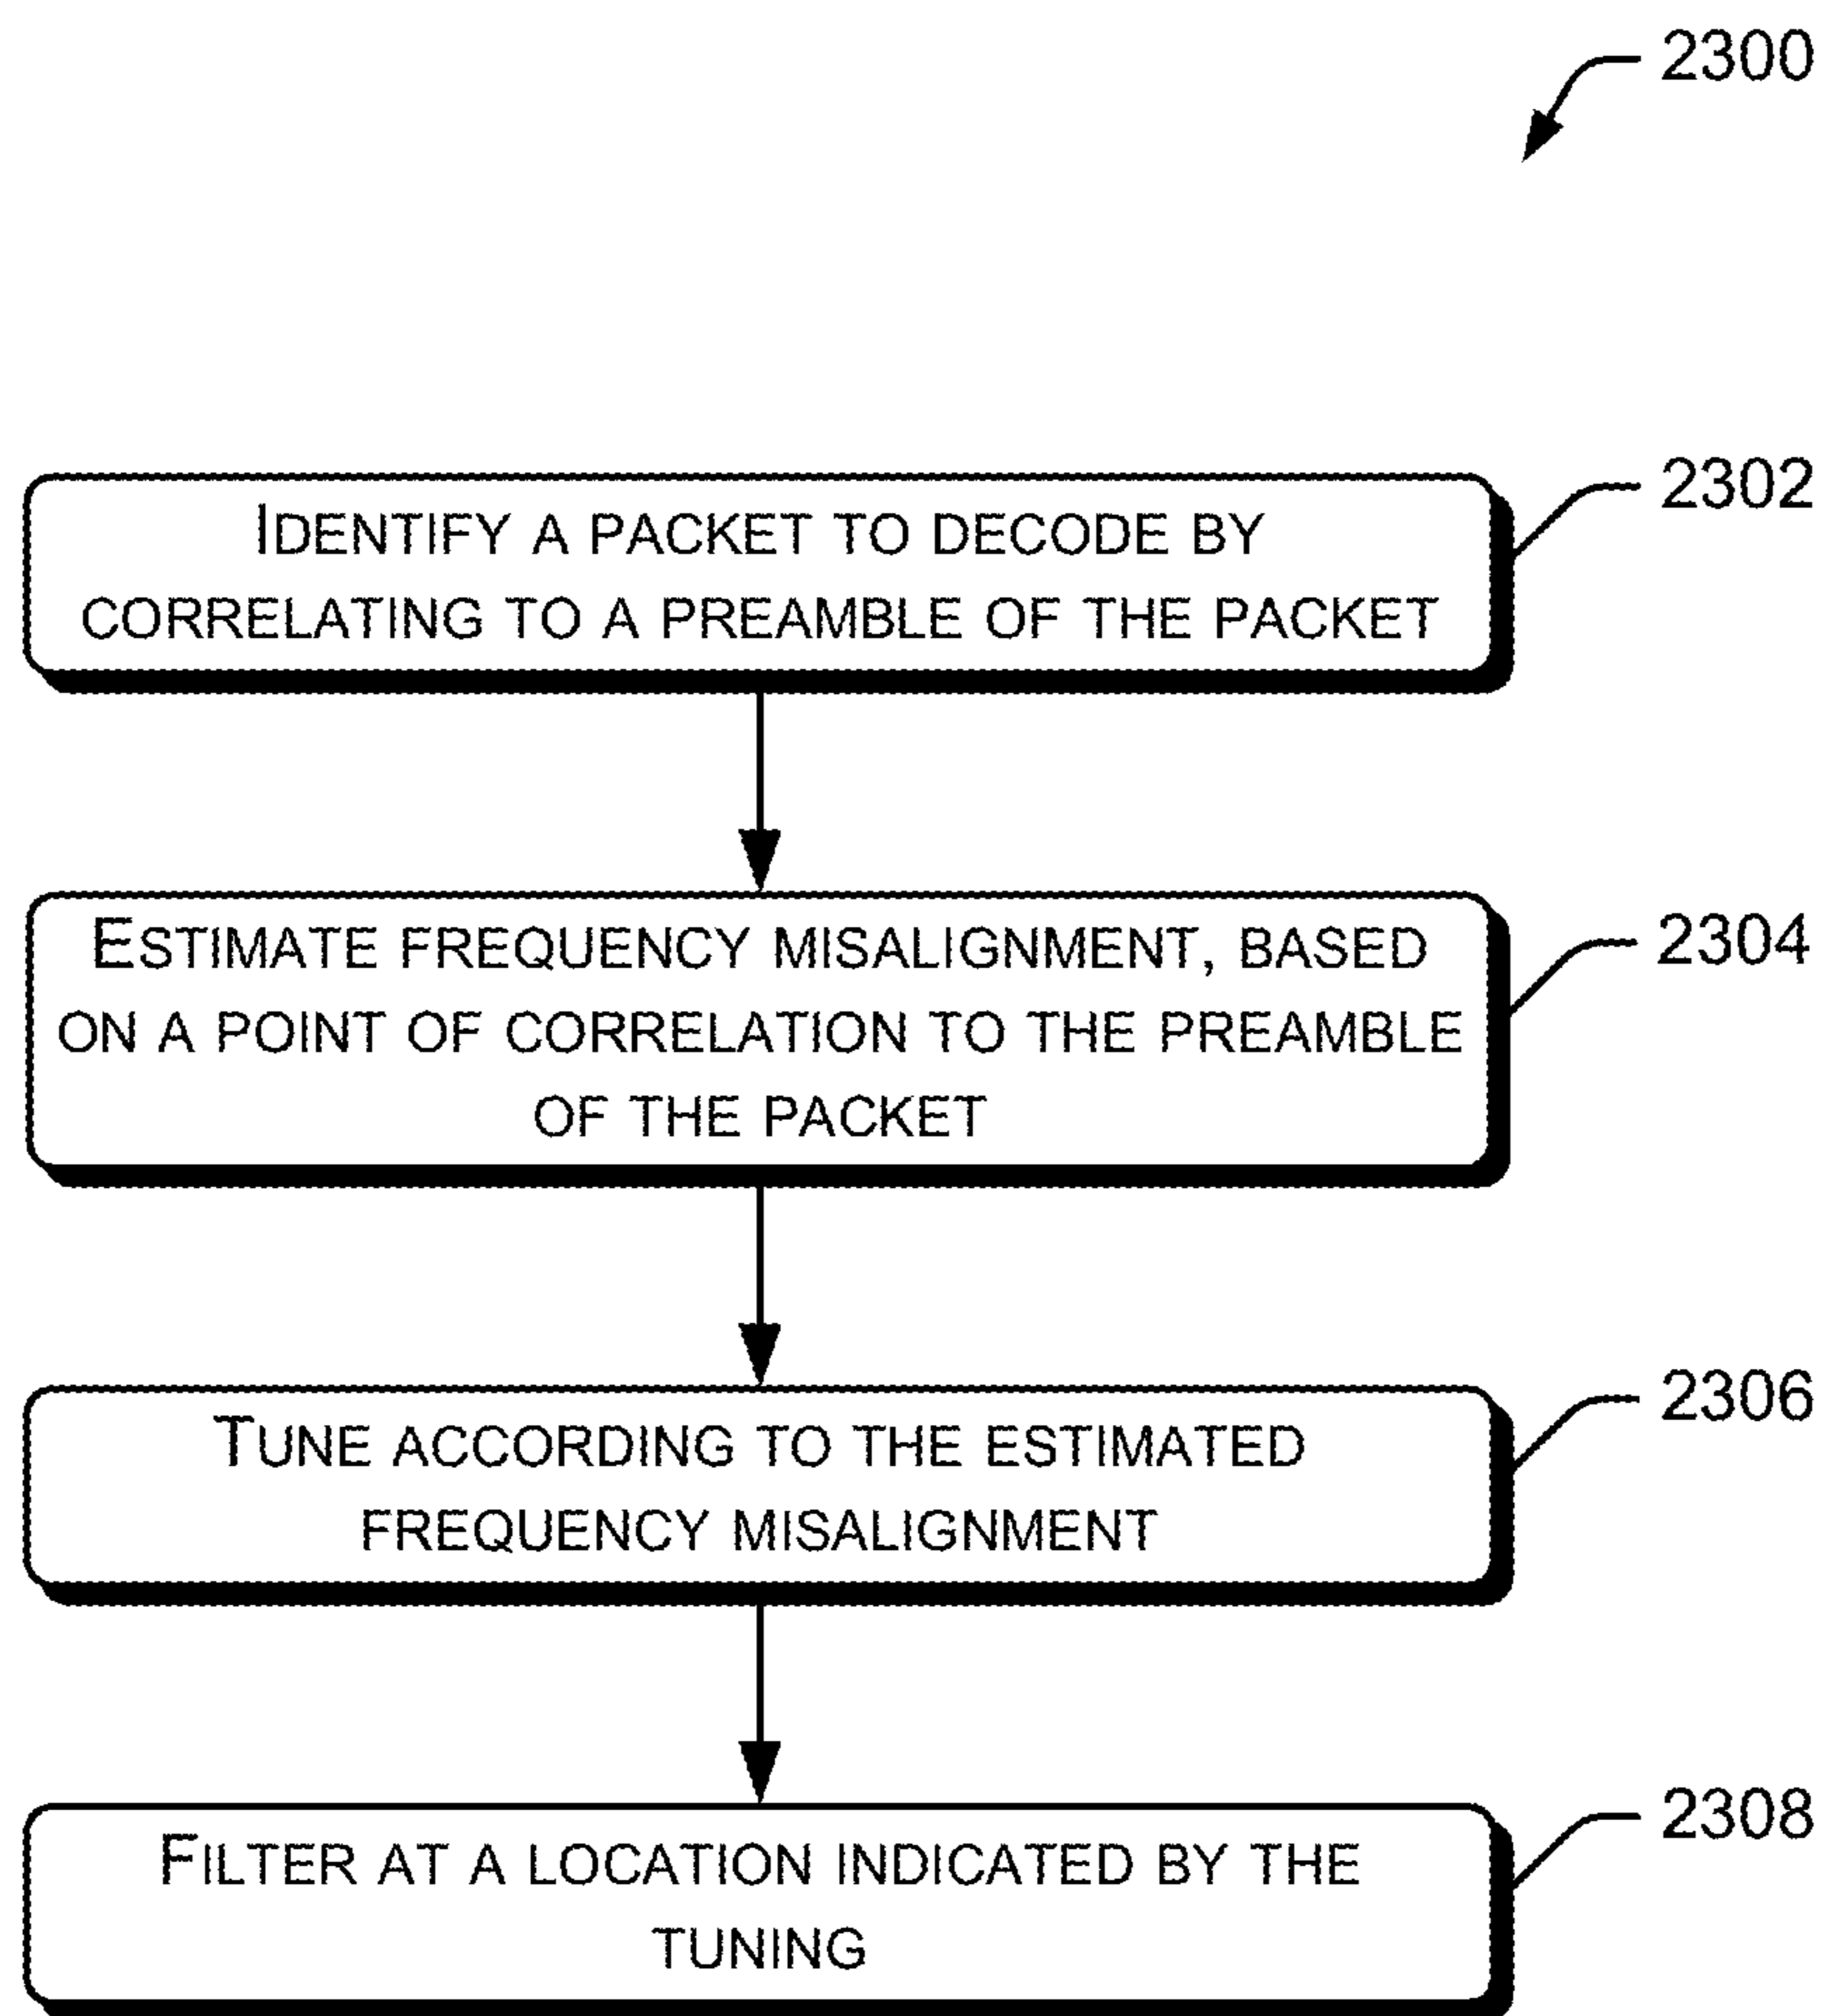 2300
2302
IDENTIFY A PACKET TO DECODE BY
CORRELATING TO A PREAMBLE OF THE PACKET
2304
ESTIMATE FREQUENCY MISALIGNMENT, BASED
ON A POINT OF CORRELATION TO THE PREAMBLE
OF THE PACKET
2306
TUNE ACCORDING TO THE ESTIMATED
FREQUENCY MISALIGNMENT
2308
FILTER AT A LOCATION INDICATED BY THE
TUNING